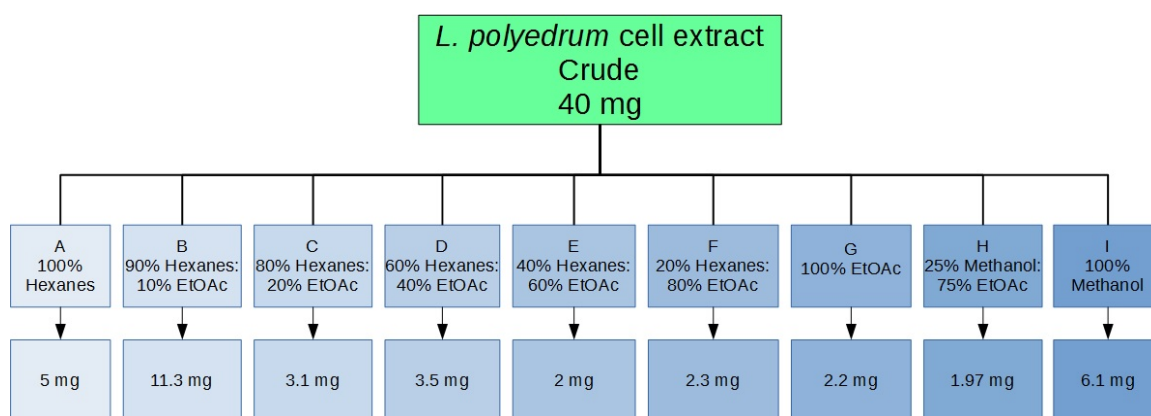 L. polyedrum cell extract
Crude
40 mg
A
100%
Hexanes
B
90% Hexanes:
10% EtOAc
C
80% Hexanes:
20% EtOAc
D
60% Hexanes:
40% EtOAc
E
40% Hexanes:
60% EtOAc
F
20% Hexanes:
80% EtOAc
G
100% EtOAc
H
25% Methanol:
75% EtOAc
I
100%
Methanol
5 mg
11.3 mg
3.1 mg
3.5 mg
2 mg
2.3 mg
2.2 mg
1.97 mg
6.1 mg